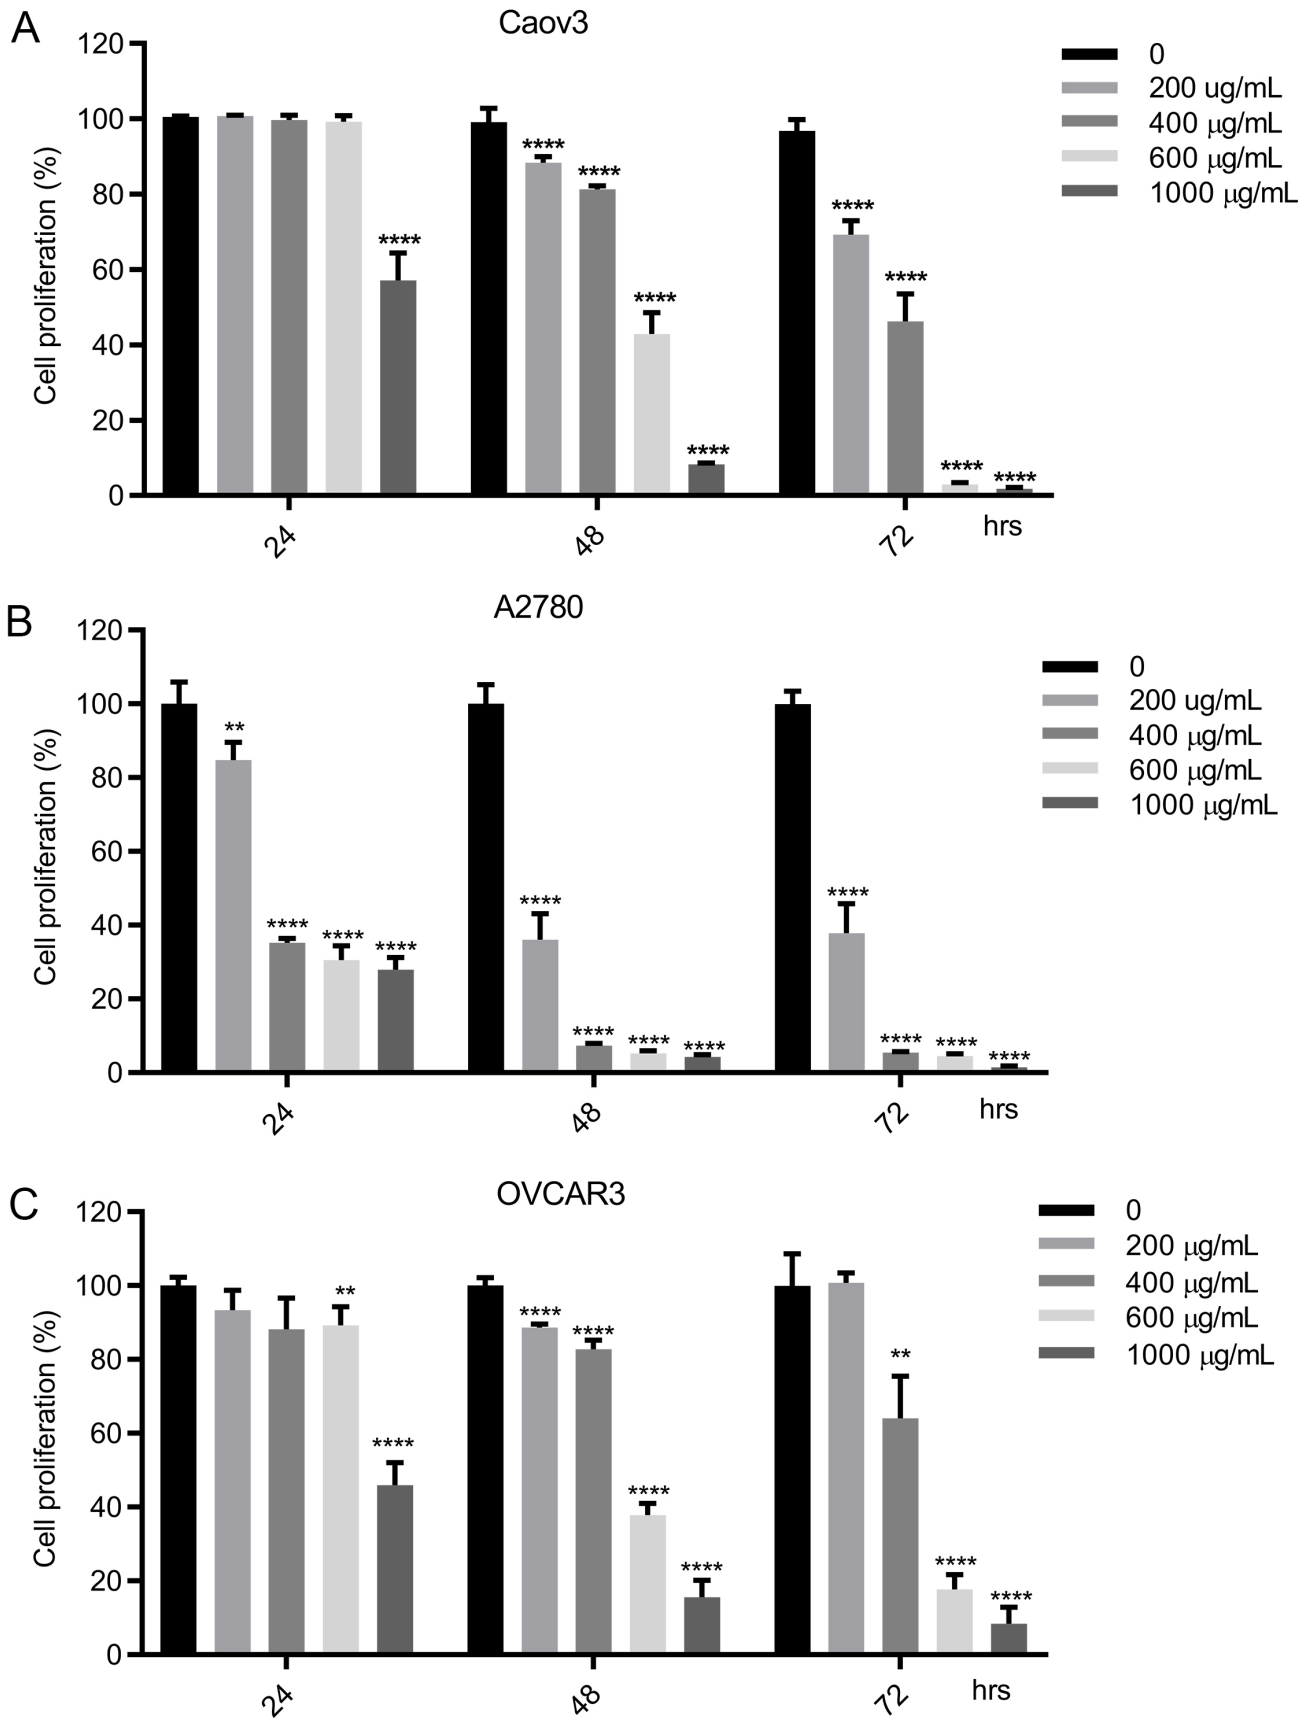 A
Caov3
Cell proliferation (%)
120
100
80
60
40
20
0
****
****
****
****
****
****
****
****
****
24
48
72
hrs
0
200 ug/mL
400 μg/mL
600 μg/mL
1000 μg/mL
B
A2780
Cell proliferation (%)
120
100
80
60
40
20
0
**
****
****
****
****
****
****
****
****
****
****
****
24
48
72
hrs
0
200 ug/mL
400 μg/mL
600 μg/mL
1000 μg/mL
C
OVCAR3
Cell proliferation (%)
120
100
80
60
40
20
0
**
****
****
****
****
****
**
****
****
24
48
72
hrs
0
200 μg/mL
400 μg/mL
600 μg/mL
1000 μg/mL